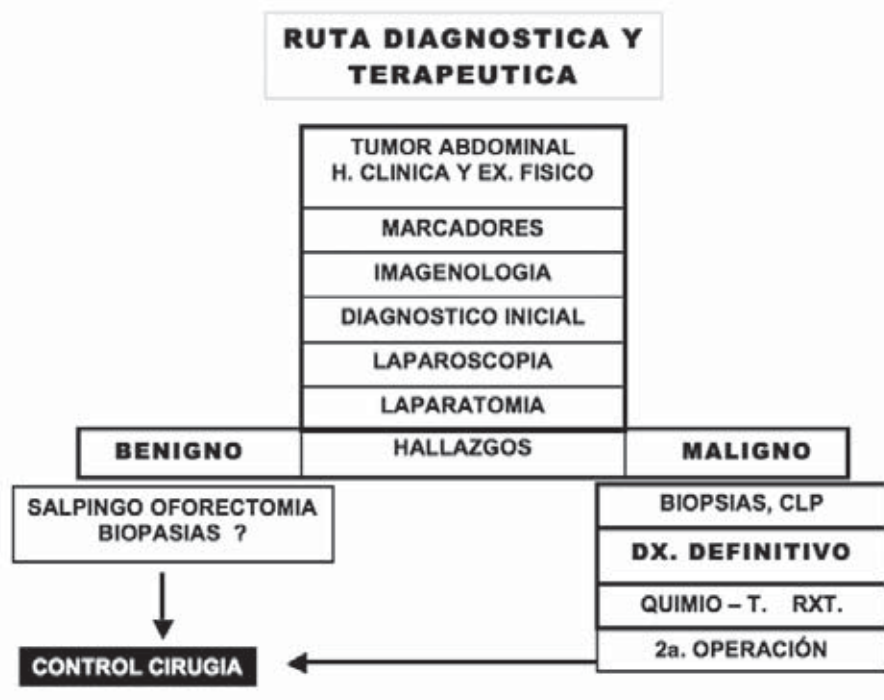 RUTA DIAGNOSTICA Y
TERAPEUTICA
TUMOR ABDOMINAL
H. CLINICA Y EX. FISICO
MARCADORES
IMAGENOLOGIA
DIAGNOSTICO INICIAL
LAPAROSCOPIA
LAPARATOMIA
BENIGNO
HALLAZGOS
MALIGNO
SALPINGO OFORECTOMIA
BIOPASIAS ?
BIOPSIAS, CLP
DX. DEFINITIVO
QUIMIO – T. RXT.
2a. OPERACIÓN
CONTROL CIRUGIA